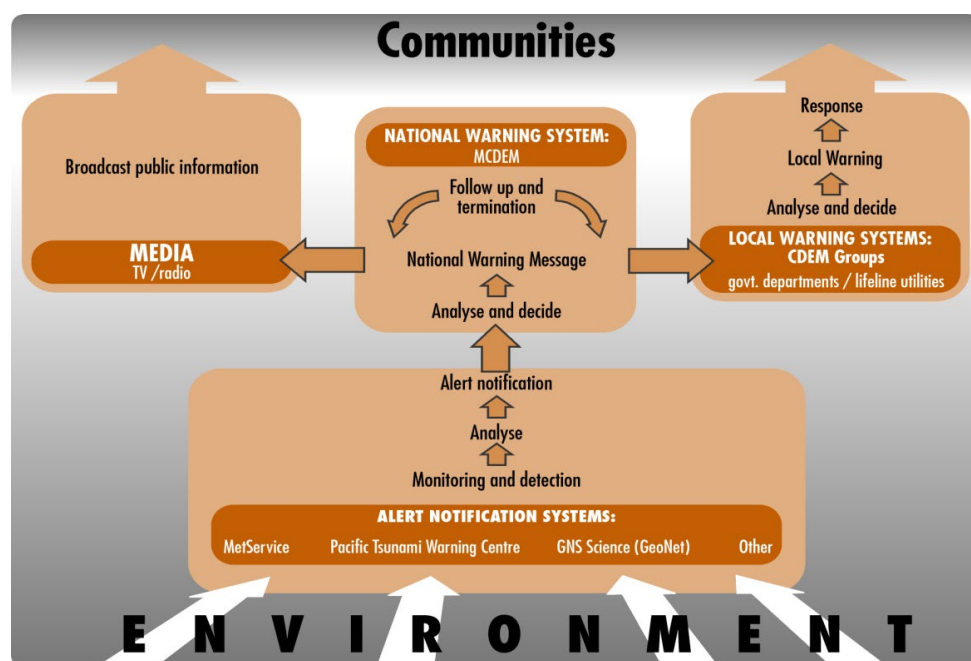 Communities
Broadcast public information
MEDIA
TV /radio
NATIONAL WARNING SYSTEM:
MCDEM
Follow up and
termination
National Warning Message
Analyse and decide
Response
Local Warning
Analyse and decide
LOCAL WARNING SYSTEMS:
CDEM Groups
govt. departments / lifeline utilities
Alert notification
Analyse
Monitoring and detection
ALERT NOTIFICATION SYSTEMS:
MetService Pacific Tsunami Warning Centre GNS Science (GeoNet) Other
ENVIRONMENT